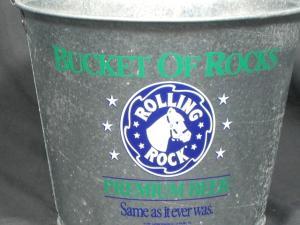 BUCKET OF ROCKS
ROLLING
ROCK
PREMIUM BEER
Same as it ever was.